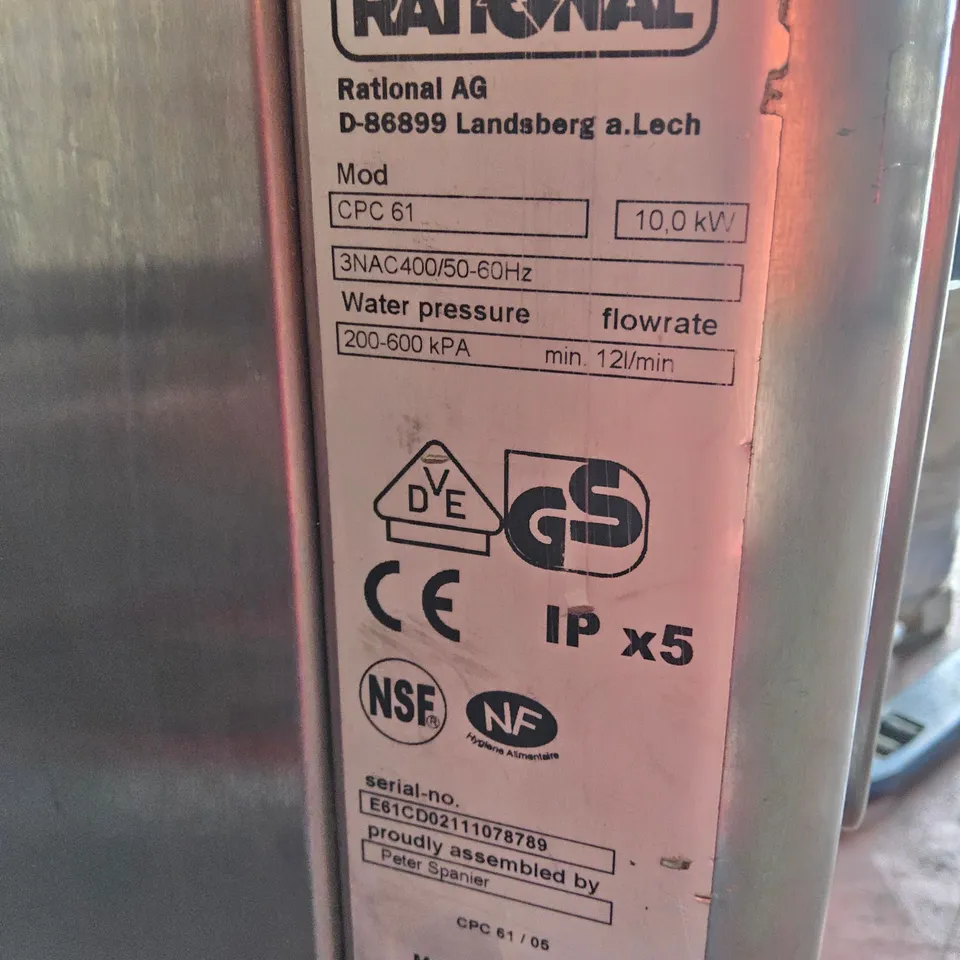 RATIONAL
Rational AG
D-86899 Landsberg a.Lech
Mod
CPC 61 10,0 kW
3NAC400/50-60Hz
Water pressure flowrate
200-600 kPA min. 12l/min
DVE
GS
CE IP x5
NSF® NF
Hygiène Alimentaire
serial-no.
E61CD02111078789
proudly assembled by
Peter Spanier
CPC 61 / 05